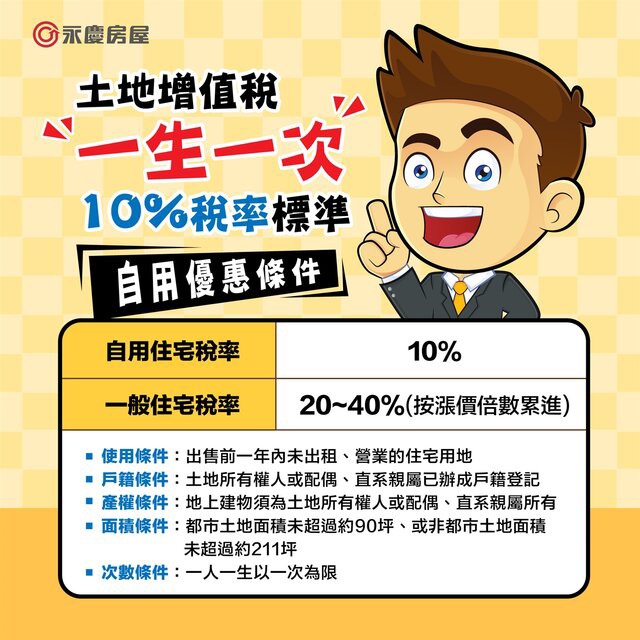 永慶房屋
土地增值稅
一生一次
10%稅率標準
自用優惠條件
自用住宅稅率 10%
一般住宅稅率 20~40%(按漲價倍數累進)
使用條件：出售前一年內未出租、營業的住宅用地
戶籍條件：土地所有權人或配偶、直系親屬已辦成戶籍登記
產權條件：地上建物須為土地所有權人或配偶、直系親屬所有
面積條件：都市土地面積未超過約90坪、或非都市土地面積
未超過約211坪
次數條件：一人一生以一次為限